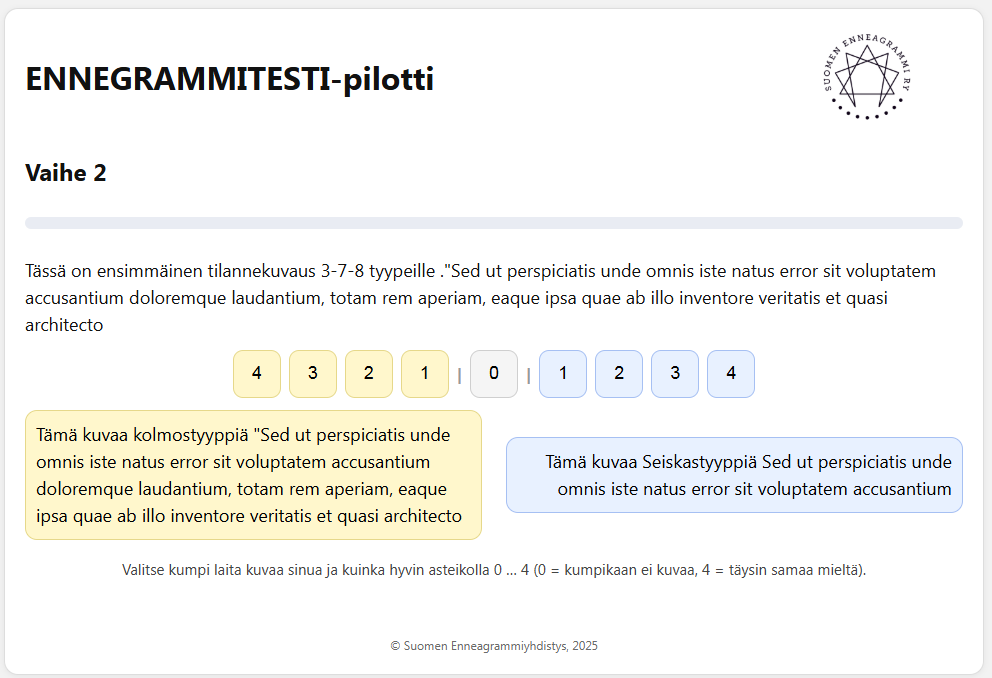 ENNEGRAMMITESTI-pilotti
SUOMEN ENNEAGRAMMI RY
Vaihe 2
Tässä on ensimmäinen tilannekuvaus 3-7-8 tyypeille ."Sed ut perspiciatis unde omnis iste natus error sit voluptatem
accusantium doloremque laudantium, totam rem aperiam, eaque ipsa quae ab illo inventore veritatis et quasi
architecto
4 3 2 1 | 0 | 1 2 3 4
Tämä kuvaa kolmostyyppiä "Sed ut perspiciatis unde
omnis iste natus error sit voluptatem accusantium
doloremque laudantium, totam rem aperiam, eaque
ipsa quae ab illo inventore veritatis et quasi architecto
Tämä kuvaa Seiskastyyppiä Sed ut perspiciatis unde
omnis iste natus error sit voluptatem accusantium
Valitse kumpi laita kuvaa sinua ja kuinka hyvin asteikolla 0 ... 4 (0 = kumpikaan ei kuvaa, 4 = täysin samaa mieltä).
© Suomen Enneagrammiyhdistys, 2025